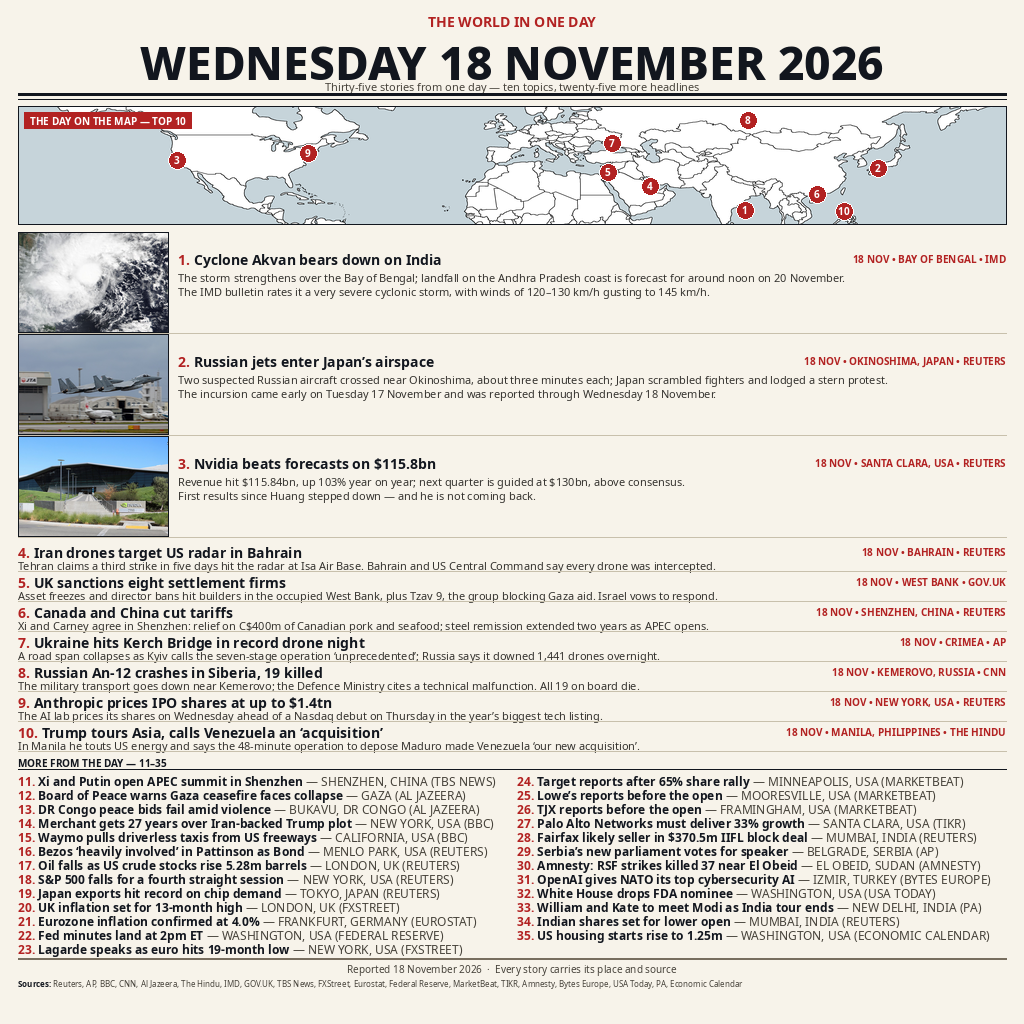 THE WORLD IN ONE DAY
WEDNESDAY 18 NOVEMBER 2026
Thirty-five stories from one day — ten topics, twenty-five more headlines
THE DAY ON THE MAP — TOP 10
8
7
9
3
2
5
4
6
1
10
1. Cyclone Akvan bears down on India
18 NOV • BAY OF BENGAL • IMD
The storm strengthens over the Bay of Bengal; landfall on the Andhra Pradesh coast is forecast for around noon on 20 November.
The IMD bulletin rates it a very severe cyclonic storm, with winds of 120–130 km/h gusting to 145 km/h.
2. Russian jets enter Japan’s airspace
18 NOV • OKINOSHIMA, JAPAN • REUTERS
JTA
Two suspected Russian aircraft crossed near Okinoshima, about three minutes each; Japan scrambled fighters and lodged a stern protest.
The incursion came early on Tuesday 17 November and was reported through Wednesday 18 November.
3. Nvidia beats forecasts on $115.8bn
18 NOV • SANTA CLARA, USA • REUTERS
Revenue hit $115.84bn, up 103% year on year; next quarter is guided at $130bn, above consensus.
First results since Huang stepped down — and he is not coming back.
4. Iran drones target US radar in Bahrain
18 NOV • BAHRAIN • REUTERS
Tehran claims a third strike in five days hit the radar at Isa Air Base. Bahrain and US Central Command say every drone was intercepted.
5. UK sanctions eight settlement firms
18 NOV • WEST BANK • GOV.UK
Asset freezes and director bans hit builders in the occupied West Bank, plus Tzav 9, the group blocking Gaza aid. Israel vows to respond.
6. Canada and China cut tariffs
18 NOV • SHENZHEN, CHINA • REUTERS
Xi and Carney agree in Shenzhen: relief on C$400m of Canadian pork and seafood; steel remission extended two years as APEC opens.
7. Ukraine hits Kerch Bridge in record drone night
18 NOV • CRIMEA • AP
A road span collapses as Kyiv calls the seven-stage operation ‘unprecedented’; Russia says it downed 1,441 drones overnight.
8. Russian An-12 crashes in Siberia, 19 killed
18 NOV • KEMEROVO, RUSSIA • CNN
The military transport goes down near Kemerovo; the Defence Ministry cites a technical malfunction. All 19 on board die.
9. Anthropic prices IPO shares at up to $1.4tn
18 NOV • NEW YORK, USA • REUTERS
The AI lab prices its shares on Wednesday ahead of a Nasdaq debut on Thursday in the year’s biggest tech listing.
10. Trump tours Asia, calls Venezuela an ‘acquisition’
18 NOV • MANILA, PHILIPPINES • THE HINDU
In Manila he touts US energy and says the 48-minute operation to depose Maduro made Venezuela ‘our new acquisition’.
MORE FROM THE DAY — 11–35
11. Xi and Putin open APEC summit in Shenzhen — SHENZHEN, CHINA (TBS NEWS)
12. Board of Peace warns Gaza ceasefire faces collapse — GAZA (AL JAZEERA)
13. DR Congo peace bids fail amid violence — BUKAVU, DR CONGO (AL JAZEERA)
14. Merchant gets 27 years over Iran-backed Trump plot — NEW YORK, USA (BBC)
15. Waymo pulls driverless taxis from US freeways — CALIFORNIA, USA (BBC)
16. Bezos ‘heavily involved’ in Pattinson as Bond — MENLO PARK, USA (REUTERS)
17. Oil falls as US crude stocks rise 5.28m barrels — LONDON, UK (REUTERS)
18. S&P 500 falls for a fourth straight session — NEW YORK, USA (REUTERS)
19. Japan exports hit record on chip demand — TOKYO, JAPAN (REUTERS)
20. UK inflation set for 13-month high — LONDON, UK (FXSTREET)
21. Eurozone inflation confirmed at 4.0% — FRANKFURT, GERMANY (EUROSTAT)
22. Fed minutes land at 2pm ET — WASHINGTON, USA (FEDERAL RESERVE)
23. Lagarde speaks as euro hits 19-month low — NEW YORK, USA (FXSTREET)
24. Target reports after 65% share rally — MINNEAPOLIS, USA (MARKETBEAT)
25. Lowe’s reports before the open — MOORESVILLE, USA (MARKETBEAT)
26. TJX reports before the open — FRAMINGHAM, USA (MARKETBEAT)
27. Palo Alto Networks must deliver 33% growth — SANTA CLARA, USA (TIKR)
28. Fairfax likely seller in $370.5m IIFL block deal — MUMBAI, INDIA (REUTERS)
29. Serbia’s new parliament votes for speaker — BELGRADE, SERBIA (AP)
30. Amnesty: RSF strikes killed 37 near El Obeid — EL OBEID, SUDAN (AMNESTY)
31. OpenAI gives NATO its top cybersecurity AI — IZMIR, TURKEY (BYTES EUROPE)
32. White House drops FDA nominee — WASHINGTON, USA (USA TODAY)
33. William and Kate to meet Modi as India tour ends — NEW DELHI, INDIA (PA)
34. Indian shares set for lower open — MUMBAI, INDIA (REUTERS)
35. US housing starts rise to 1.25m — WASHINGTON, USA (ECONOMIC CALENDAR)
Reported 18 November 2026 · Every story carries its place and source
Sources: Reuters, AP, BBC, CNN, Al Jazeera, The Hindu, IMD, GOV.UK, TBS News, FXStreet, Eurostat, Federal Reserve, MarketBeat, TIKR, Amnesty, Bytes Europe, USA Today, PA, Economic Calendar